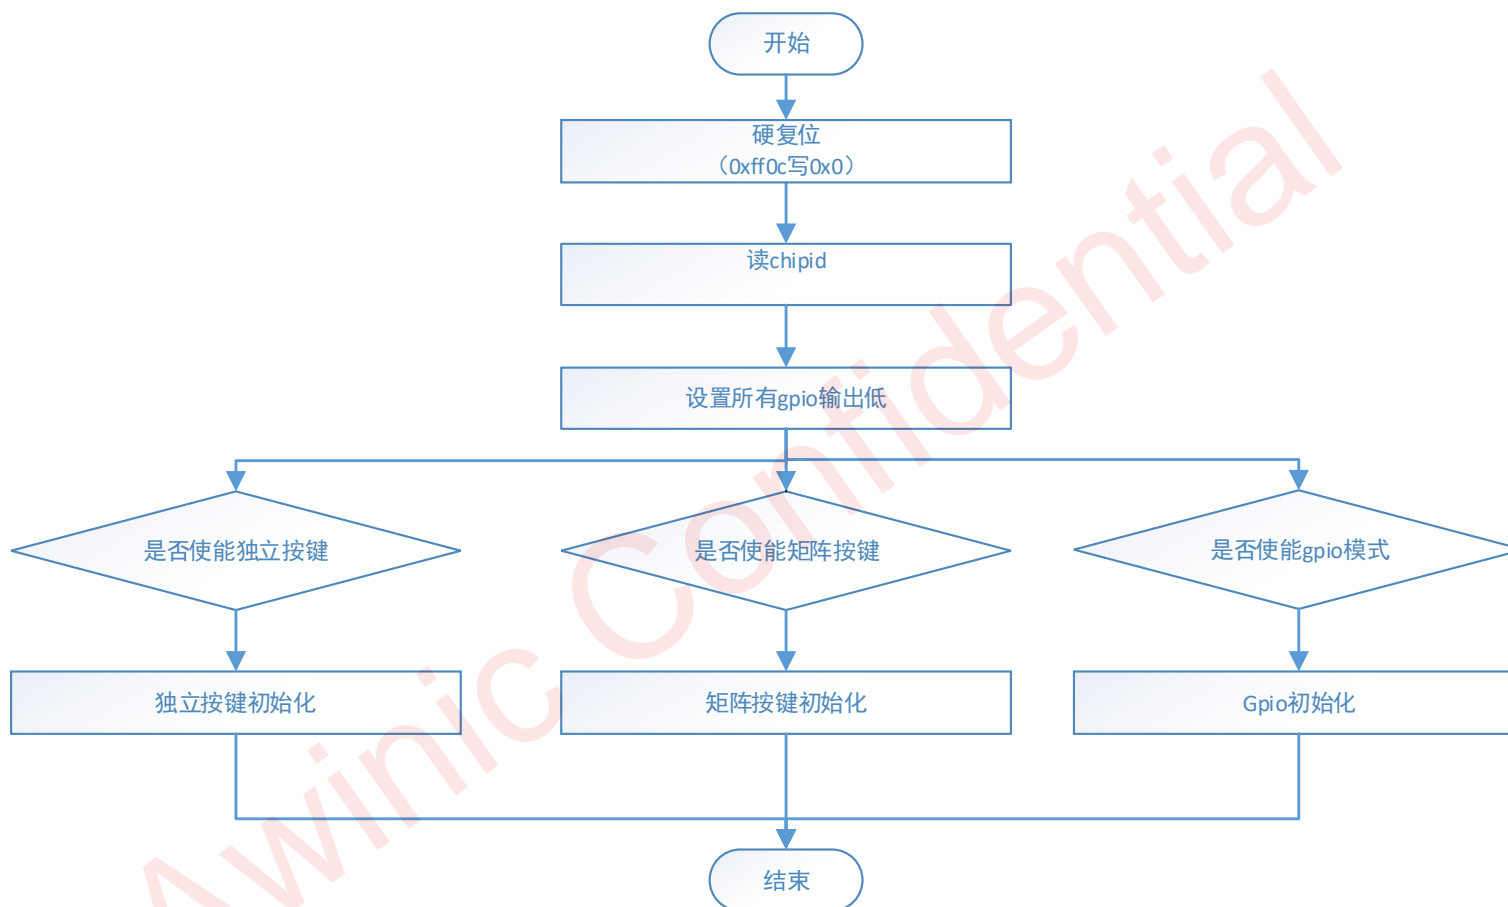 开始
硬复位
（0xff0c写0x0）
读chipid
设置所有gpio输出低
是否使能独立按键
是否使能矩阵按键
是否使能gpio模式
独立按键初始化
矩阵按键初始化
Gpio初始化
结束
Awinic Confidential